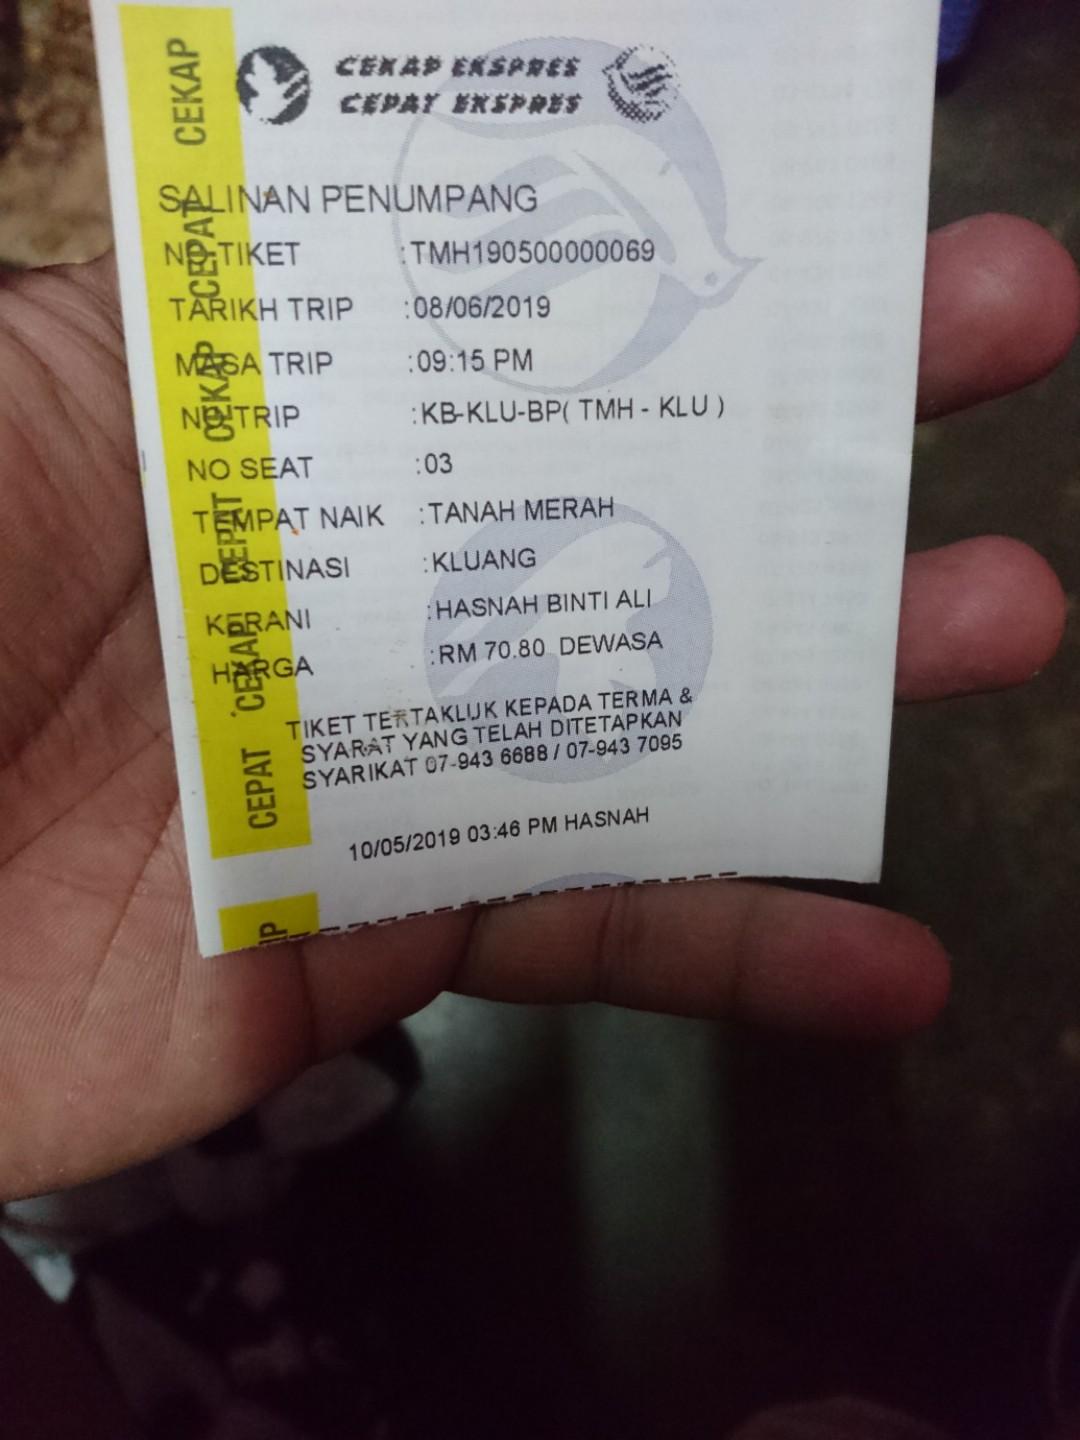 CEKAP EKSPRES
CEPAT EKSPRES
SALINAN PENUMPANG
NO TIKET :TMH190500000069
TARIKH TRIP :08/06/2019
MASA TRIP :09:15 PM
NO TRIP :KB-KLU-BP( TMH - KLU )
NO SEAT :03
TEMPAT NAIK :TANAH MERAH
DESTINASI :KLUANG
KERANI :HASNAH BINTI ALI
HARGA :RM 70.80 DEWASA
TIKET TERTAKLUK KEPADA TERMA &
SYARAT YANG TELAH DITETAPKAN
SYARIKAT 07-943 6688 / 07-943 7095
10/05/2019 03:46 PM HASNAH
CEKAP
CEPAT
CEKAP
CEPAT
CEKAP
CEPAT